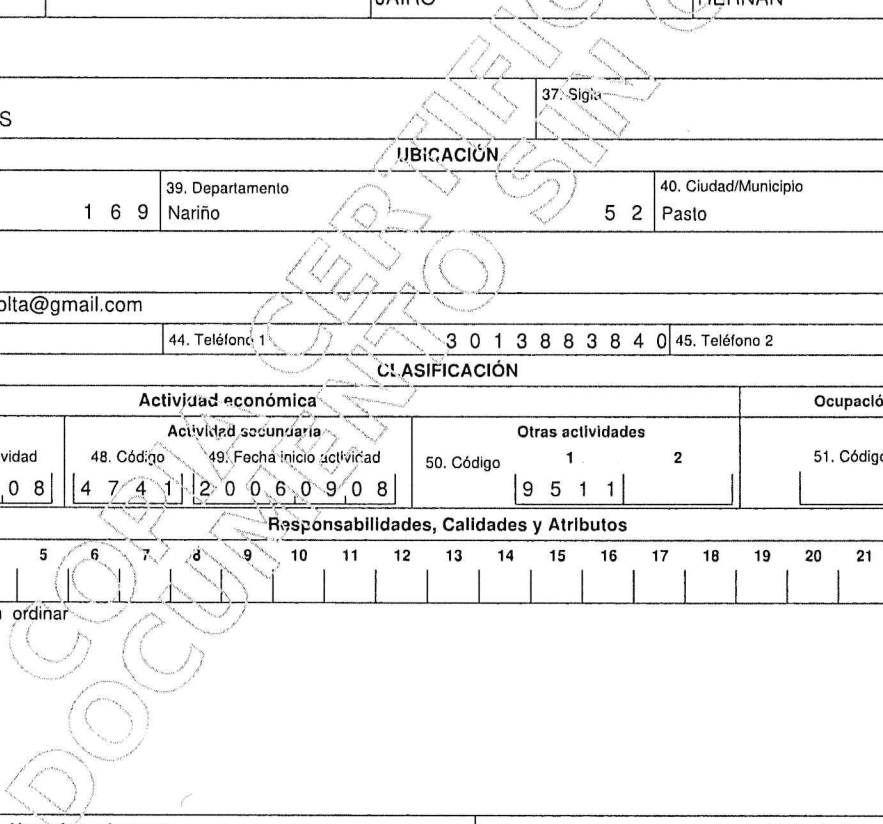 JAIRO HERNAN
37. Sigla
S
UBICACIÓN
39. Departamento 40. Ciudad/Municipio
1 6 9 Nariño 5 2 Pasto
olta@gmail.com
44. Teléfono 1 3 0 1 3 8 8 3 8 4 0 45. Teléfono 2
CLASIFICACIÓN
Actividad económica Ocupació
Actividad secundaria Otras actividades
vidad 48. Código 49. Fecha inicio actividad 50. Código 1 2 51. Código
0 8 4 7 4 1 2 0 0 6 0 9 0 8 9 5 1 1
Responsabilidades, Calidades y Atributos
5 6 7 8 9 10 11 12 13 14 15 16 17 18 19 20 21
ordinar
COPIA CERTIFIC
DOCUMENTO SIN C